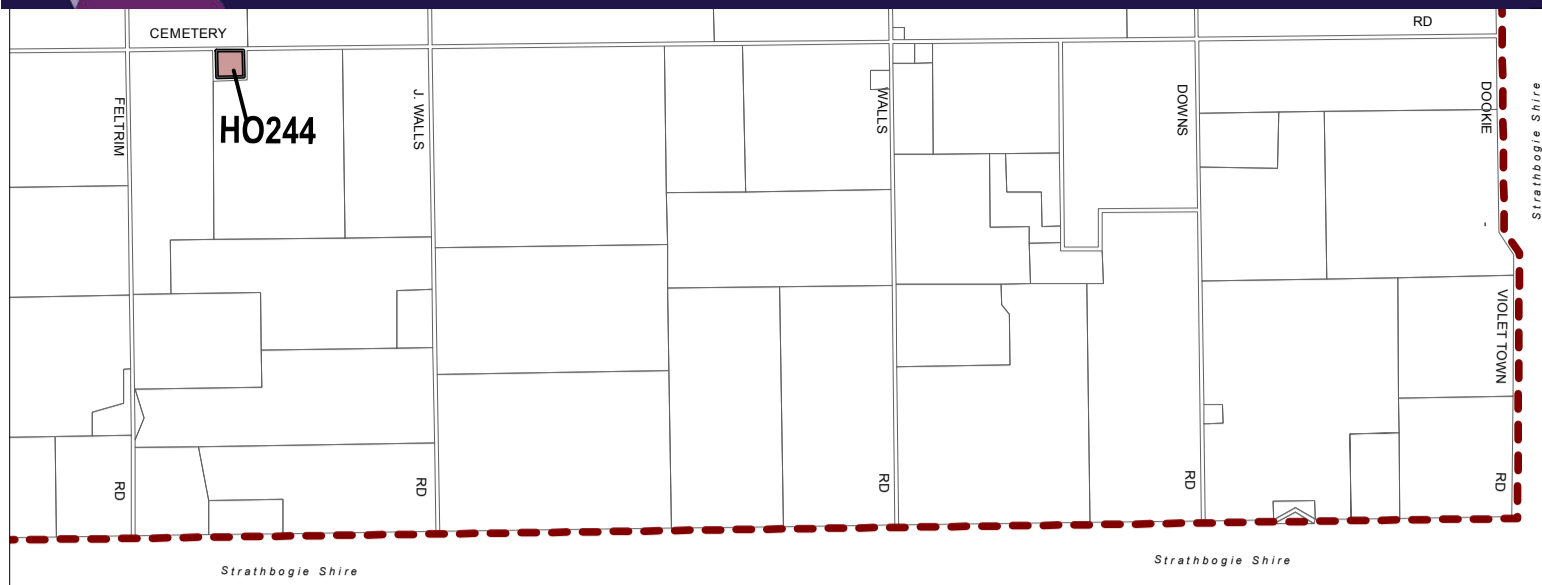 CEMETERY
RD
HO244
FELTRIM
J. WALLS
WALLS
DOWNS
DOOKIE
-
VIOLET TOWN
Strathbogie Shire
RD
RD
RD
RD
RD
Strathbogie Shire
Strathbogie Shire